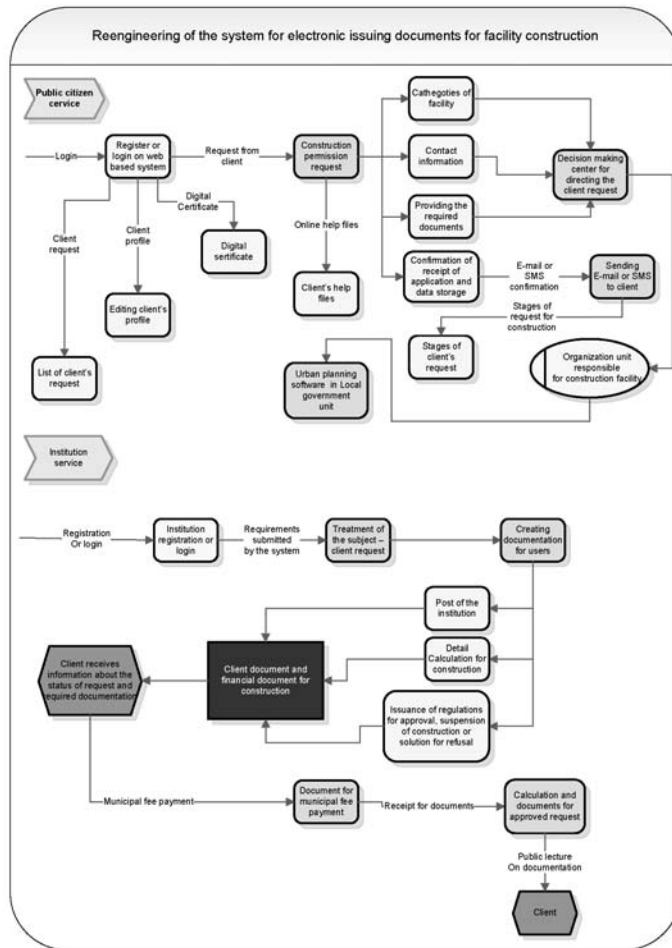 Reengineering of the system for electronic issuing documents for facility construction
Public citizen
cervice
Login
Register or
login on web
based system
Request from
client
Construction
permission
request
Cathegoties of
facility
Contact
information
Providing the
required
documents
Confirmation of
receipt of
application and
data storage
Decision making
center for
directing the
client request
Client
request
Client
profile
Digital
Certificate
Digital
sertificate
Editing client's
profile
List of client's
request
Online help files
Client's help
files
E-mail or
SMS
confirmation
Sending
E-mail or SMS
to client
Stages of
request for
construction
Stages of
client's request
Urban planning
software in Local
government
unit
Organization unit
responsible
for construction
facility
Institution
service
Registration
Or login
Institution
registration or
login
Requirements
submitted
by the system
Treatment of
the subject –
client request
Creating
documentation
for users
Post of the
institution
Detail
Calculation for
construction
Issuance of regulations
for approval, suspension
of construction or
solution for refusal
Client document and
financial document for
construction
Client receives
information about the
status of request and
required documentation
Municipal fee payment
Document for
municipal fee
payment
Receipt for documents
Calculation and
documents for
approved request
Public lecture
On documentation
Client